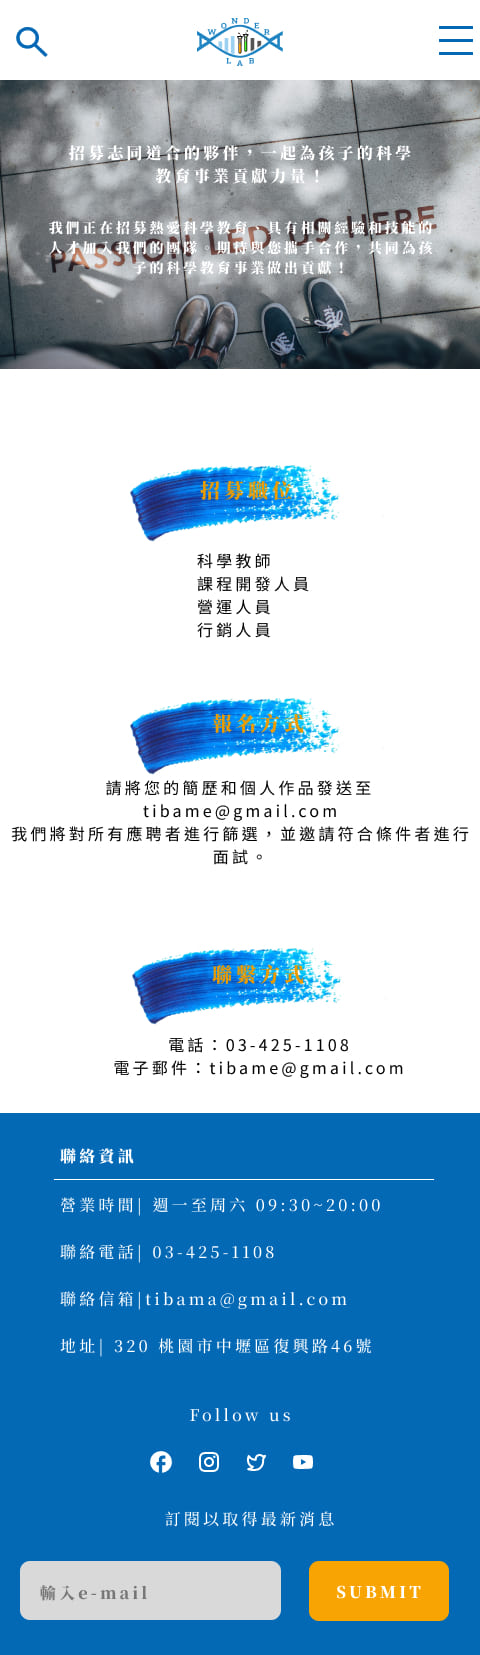 WONDER
LAB
招募志同道合的夥伴，一起為孩子的科學
教育事業貢獻力量！
PASSION LED US HERE
我們正在招募熱愛科學教育、具有相關經驗和技能的
人才加入我們的團隊。期待與您攜手合作，共同為孩
子的科學教育事業做出貢獻！
招募職位
科學教師
課程開發人員
營運人員
行銷人員
報名方式
請將您的簡歷和個人作品發送至
tibame@gmail.com
我們將對所有應聘者進行篩選，並邀請符合條件者進行
面試。
聯繫方式
電話：03-425-1108
電子郵件：tibame@gmail.com
聯絡資訊
營業時間| 週一至周六 09:30~20:00
聯絡電話| 03-425-1108
聯絡信箱|tibama@gmail.com
地址| 320 桃園市中壢區復興路46號
Follow us
訂閱以取得最新消息
輸入e-mail
SUBMIT